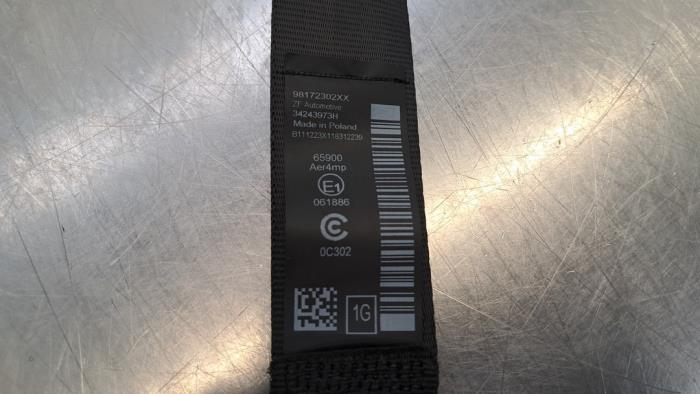 98172302XX
ZF Automotive
34243973H
Made in Poland
B111223X118312239
65900
Aer4mp
E1
061886
0C302
1G